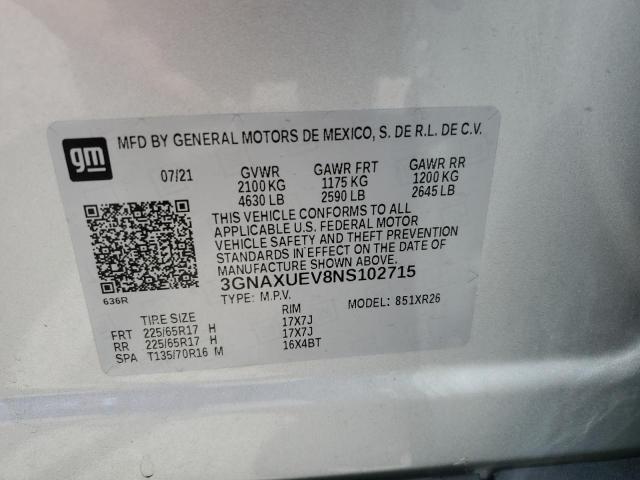 gm
MFD BY GENERAL MOTORS DE MEXICO, S. DE R.L. DE C.V.
07/21 GVWR GAWR FRT GAWR RR
2100 KG 1175 KG 1200 KG
4630 LB 2590 LB 2645 LB
THIS VEHICLE CONFORMS TO ALL
APPLICABLE U.S. FEDERAL MOTOR
VEHICLE SAFETY AND THEFT PREVENTION
STANDARDS IN EFFECT ON THE DATE OF
MANUFACTURE SHOWN ABOVE.
3GNAXUEV8NS102715
636R
TYPE: M.P.V. MODEL: 851XR26
TIRE SIZE RIM
FRT 225/65R17 H 17X7J
RR 225/65R17 H 17X7J
SPA T135/70R16 M 16X4BT